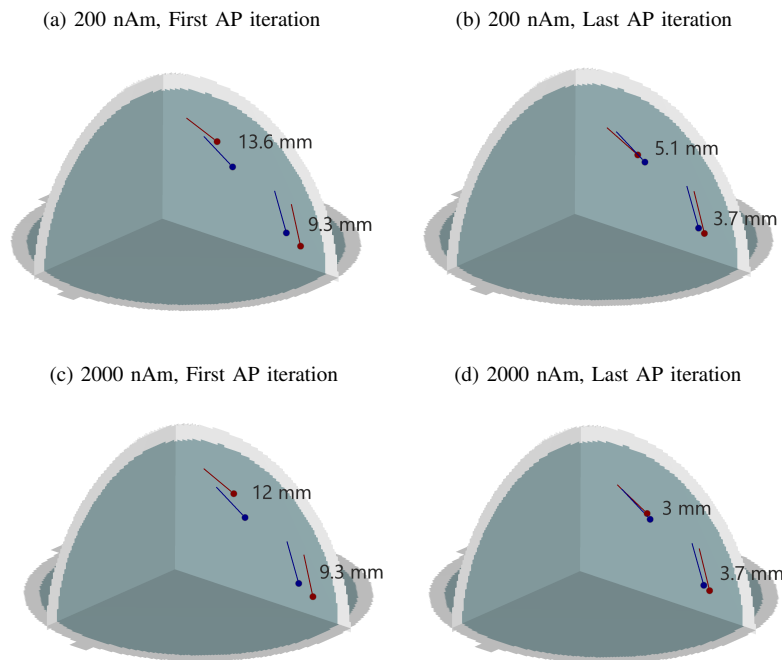 (a) 200 nAm, First AP iteration
(b) 200 nAm, Last AP iteration
13.6 mm
9.3 mm
5.1 mm
3.7 mm
(c) 2000 nAm, First AP iteration
(d) 2000 nAm, Last AP iteration
12 mm
9.3 mm
3 mm
3.7 mm